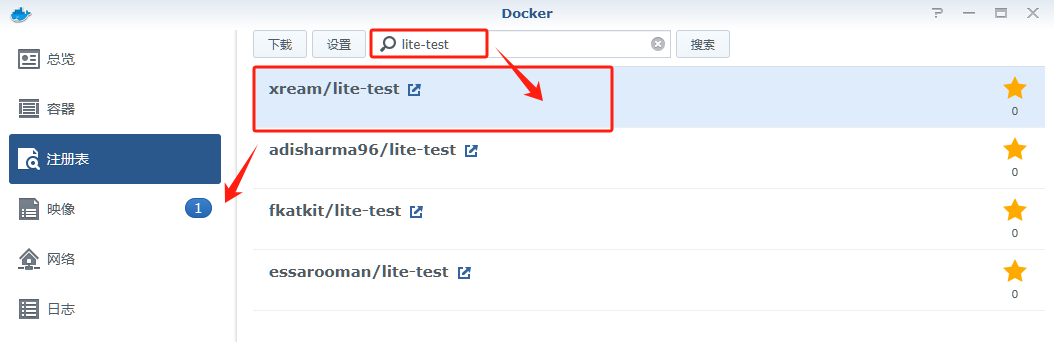 Docker
总览
容器
注册表
映像 1
网络
日志
下载 设置 lite-test 搜索
xream/lite-test
0
adisharma96/lite-test
0
fkatkit/lite-test
0
essarooman/lite-test
0